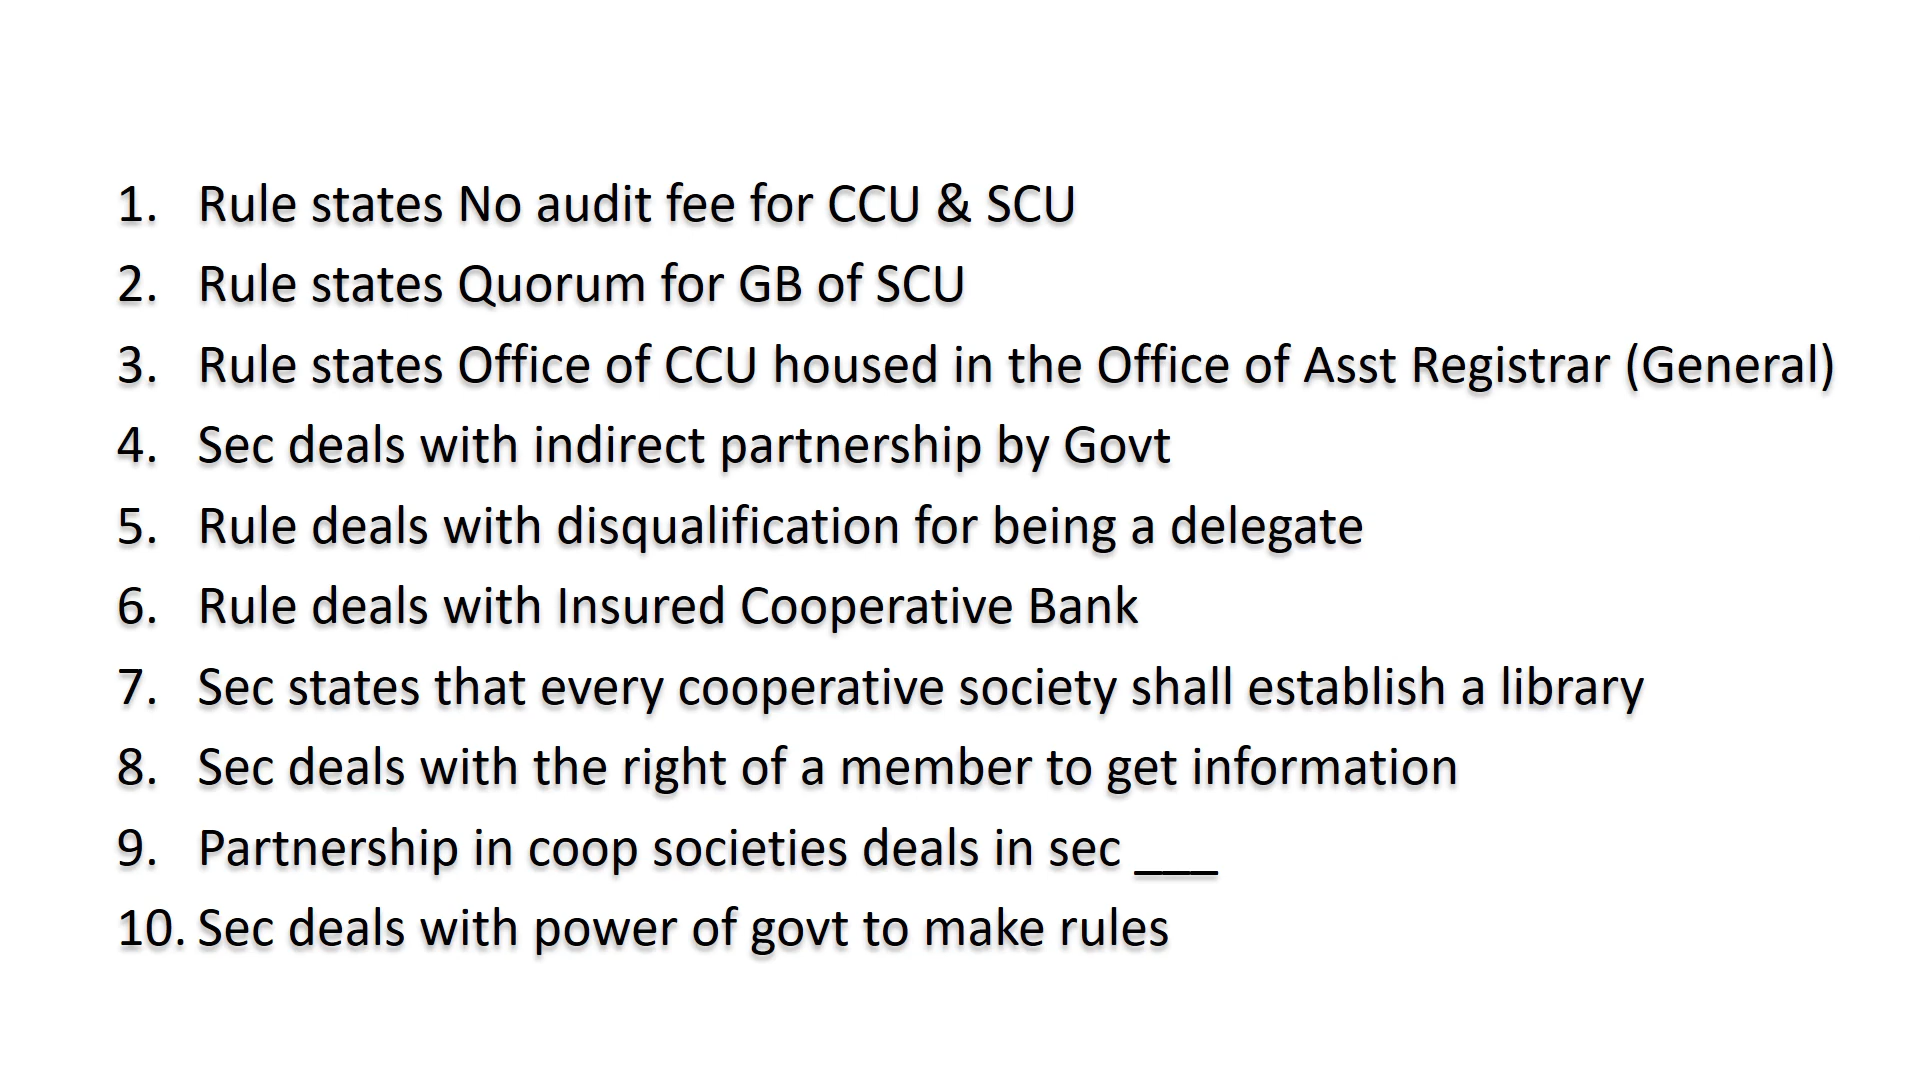 1. Rule states No audit fee for CCU & SCU
2. Rule states Quorum for GB of SCU
3. Rule states Office of CCU housed in the Office of Asst Registrar (General)
4. Sec deals with indirect partnership by Govt
5. Rule deals with disqualification for being a delegate
6. Rule deals with Insured Cooperative Bank
7. Sec states that every cooperative society shall establish a library
8. Sec deals with the right of a member to get information
9. Partnership in coop societies deals in sec ___
10. Sec deals with power of govt to make rules